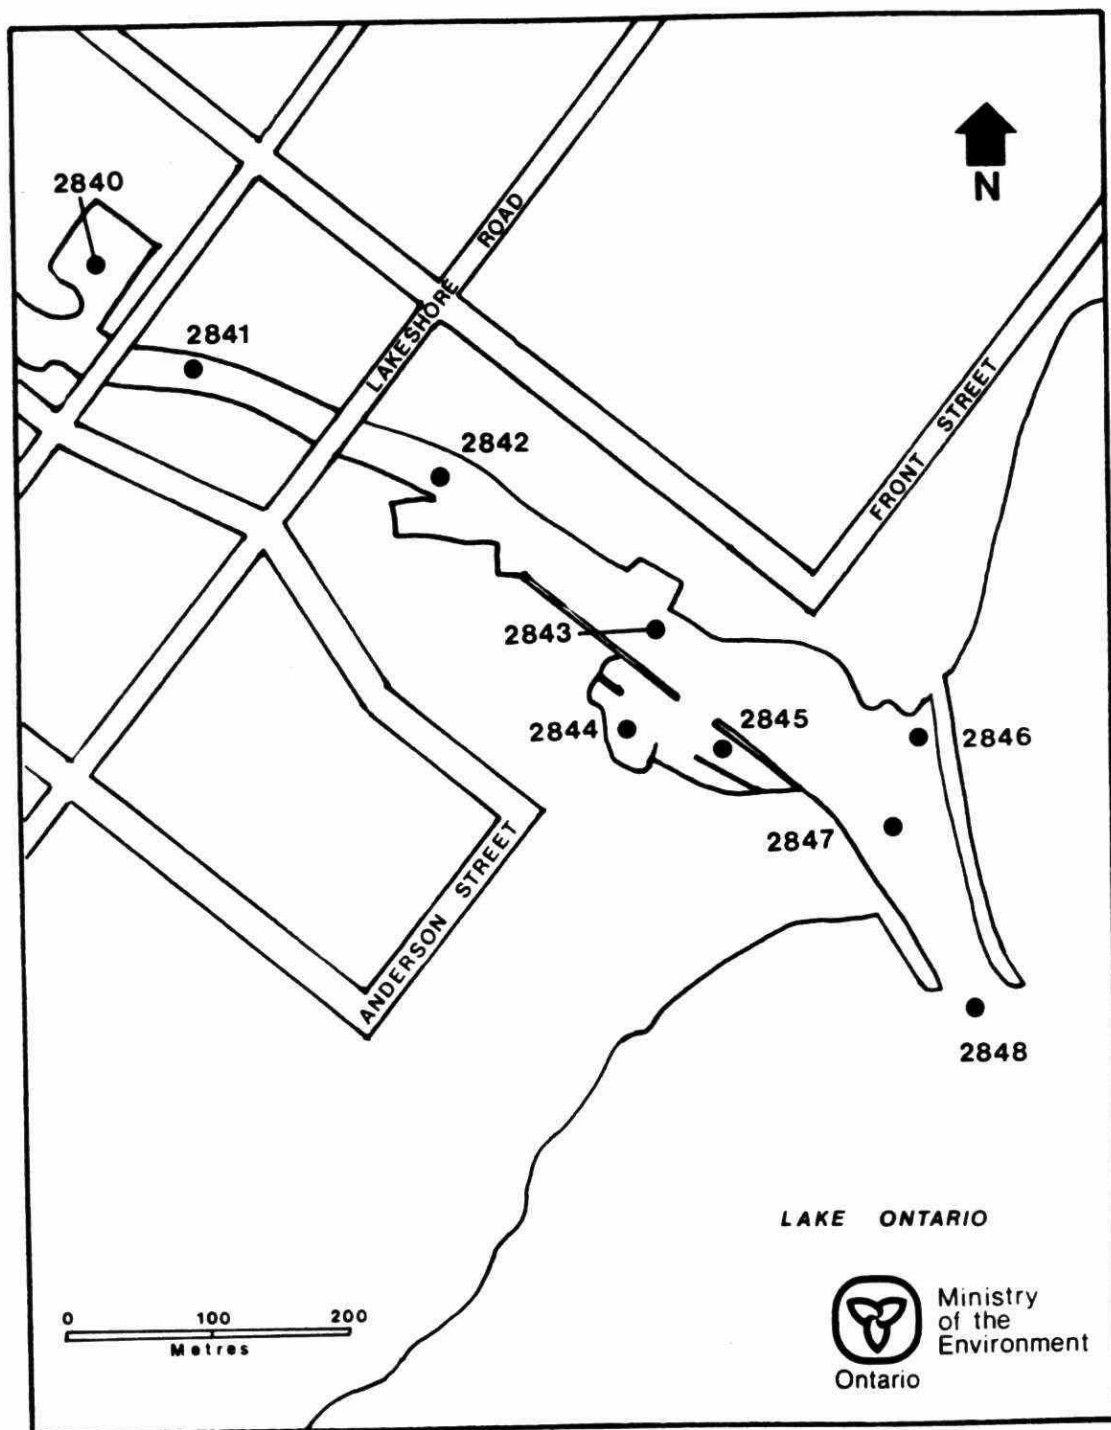 N
2840
2841
LAKESHORE ROAD
2842
FRONT STREET
2843
2844
2845
2846
2847
ANDERSON STREET
2848
LAKE ONTARIO
0 100 200
Metres
Ministry
of the
Environment
Ontario